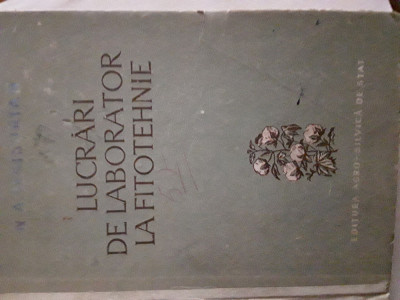 LUCRĂRI
DE LABORATOR
LA FITOTEHNIE
EDITURA AGRO-SILVICĂ DE STAT